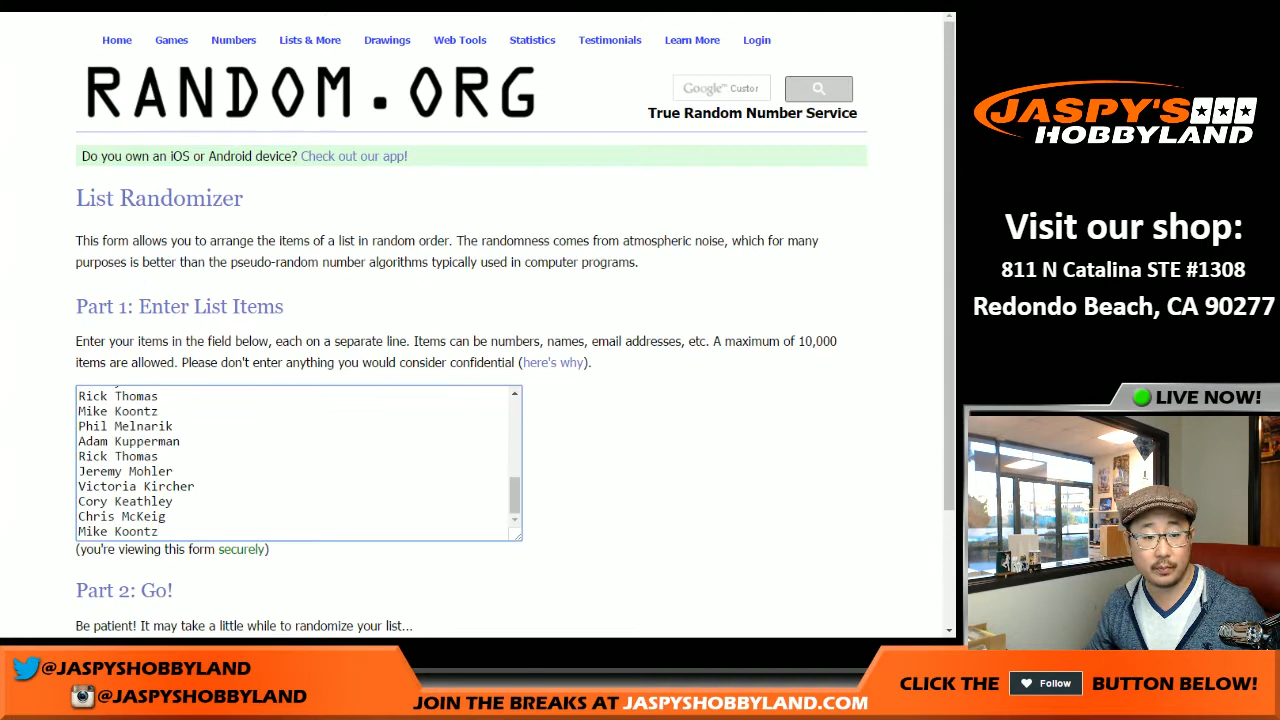 Home Games Numbers Lists & More Drawings Web Tools Statistics Testimonials Learn More Login
RANDOM.ORG
Google™ Custor
True Random Number Service
Do you own an iOS or Android device? Check out our app!
List Randomizer
This form allows you to arrange the items of a list in random order. The randomness comes from atmospheric noise, which for many
purposes is better than the pseudo-random number algorithms typically used in computer programs.
Part 1: Enter List Items
Enter your items in the field below, each on a separate line. Items can be numbers, names, email addresses, etc. A maximum of 10,000
items are allowed. Please don't enter anything you would consider confidential (here's why).
Rick Thomas
Mike Koontz
Phil Melnarik
Adam Kupperman
Rick Thomas
Jeremy Mohler
Victoria Kircher
Cory Keathley
Chris McKeig
Mike Koontz
(you're viewing this form securely)
Part 2: Go!
Be patient! It may take a little while to randomize your list...
JASPY'S
HOBBYLAND
Visit our shop:
811 N Catalina STE #1308
Redondo Beach, CA 90277
LIVE NOW!
@JASPYSHOBBYLAND
@JASPYSHOBBYLAND
JOIN THE BREAKS AT JASPYSHOBBYLAND.COM
CLICK THE Follow BUTTON BELOW!